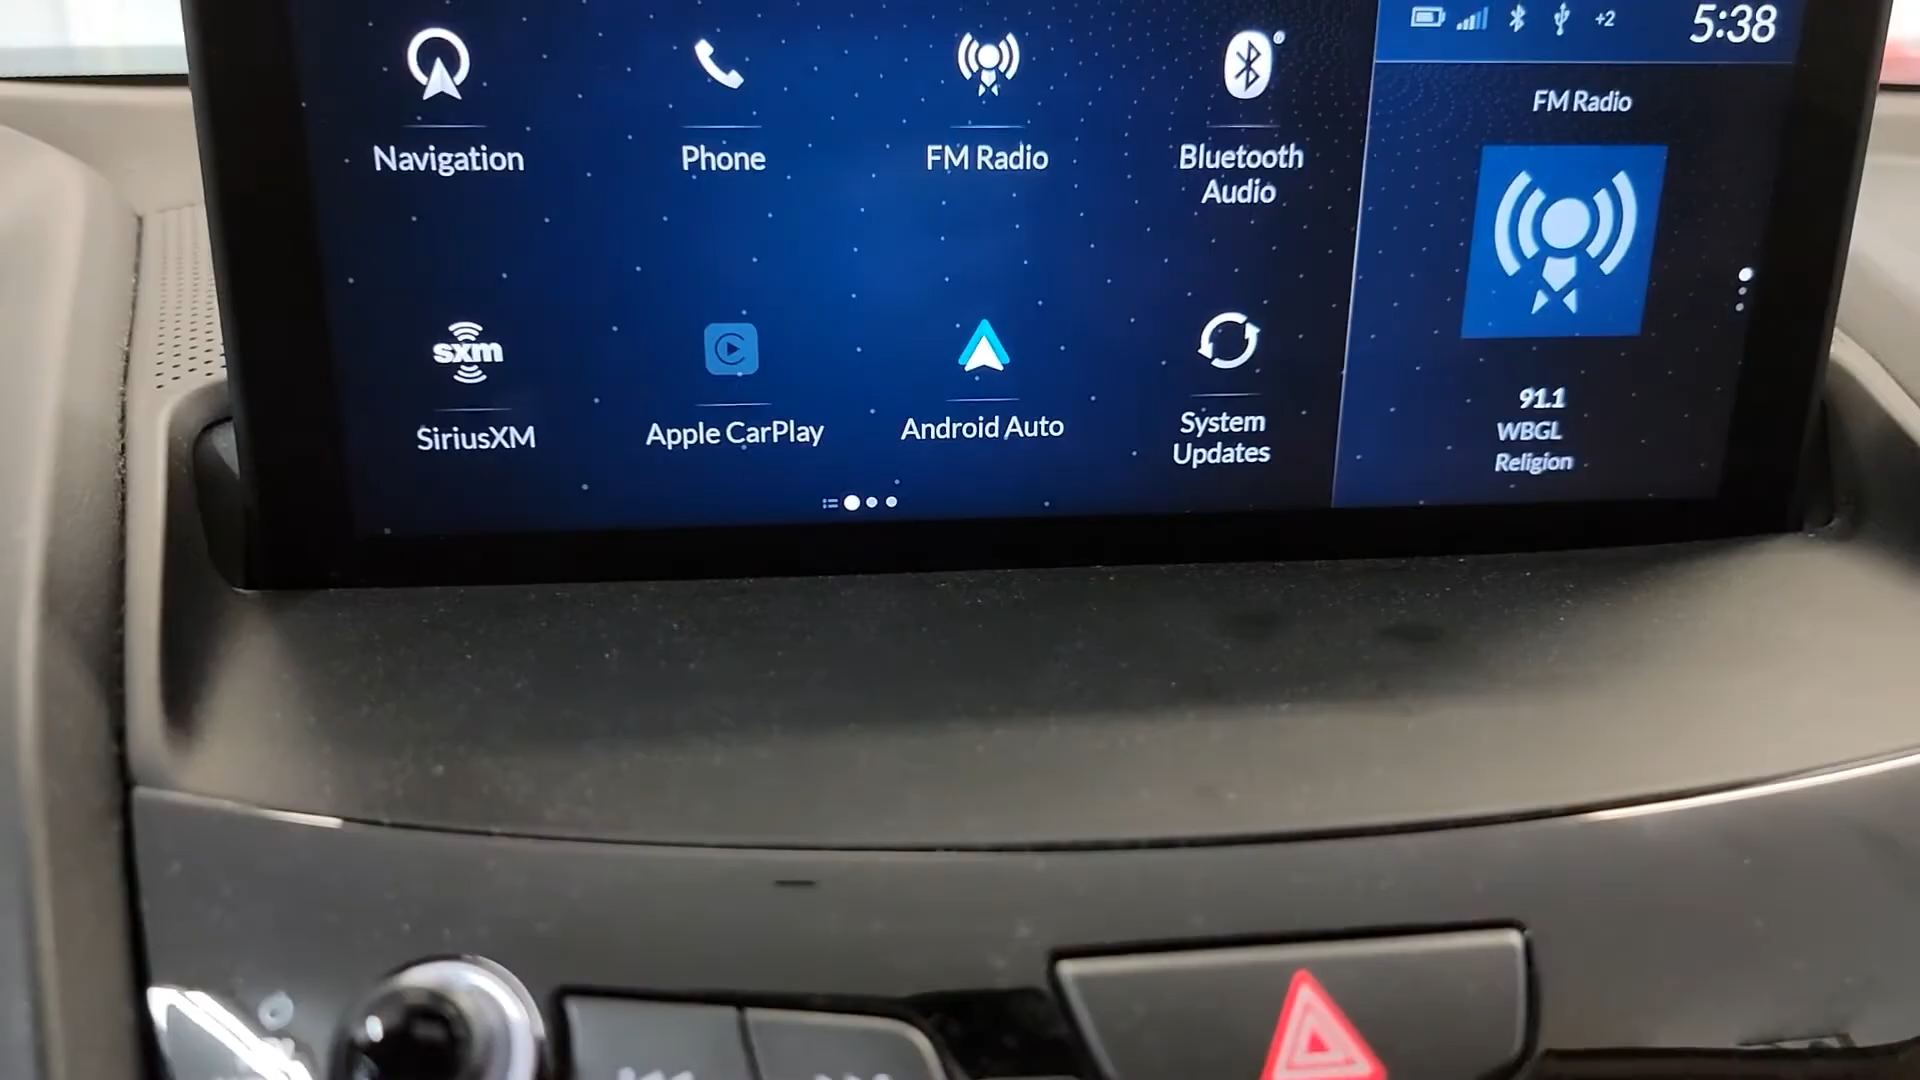 +2
5:38
Navigation
Phone
FM Radio
Bluetooth
Audio
FM Radio
sxm
SiriusXM
Apple CarPlay
Android Auto
System
Updates
91.1
WBGL
Religion